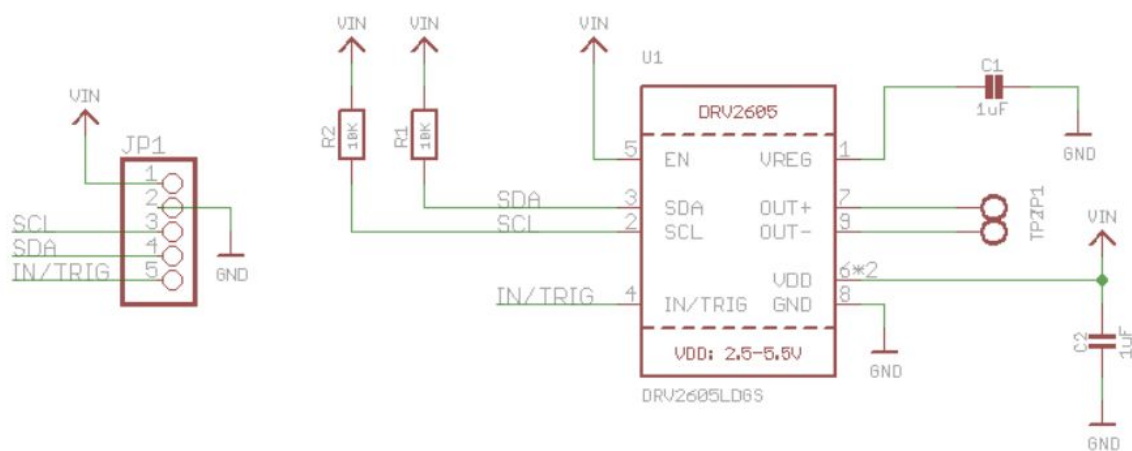 VIN
JP1
1
2
3
4
5
SCL
SDA
IN/TRIG
GND
VIN
VIN
R2
10K
R1
10K
SDA
SCL
IN/TRIG
VIN
U1
DRV2605
5 EN VREG 1
3 SDA OUT+ 7
2 SCL OUT- 9
VDD 6*2
4 IN/TRIG GND 8
VDD: 2.5-5.5V
DRV2605LDGS
C1
1uF
GND
GND
VIN
C2
1uF
GND